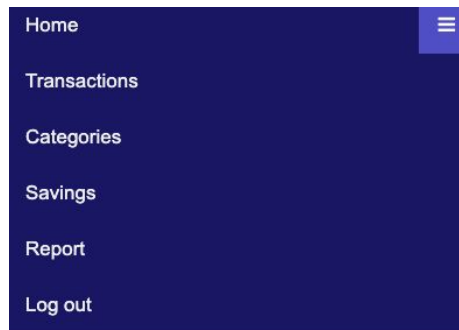 Home
Transactions
Categories
Savings
Report
Log out